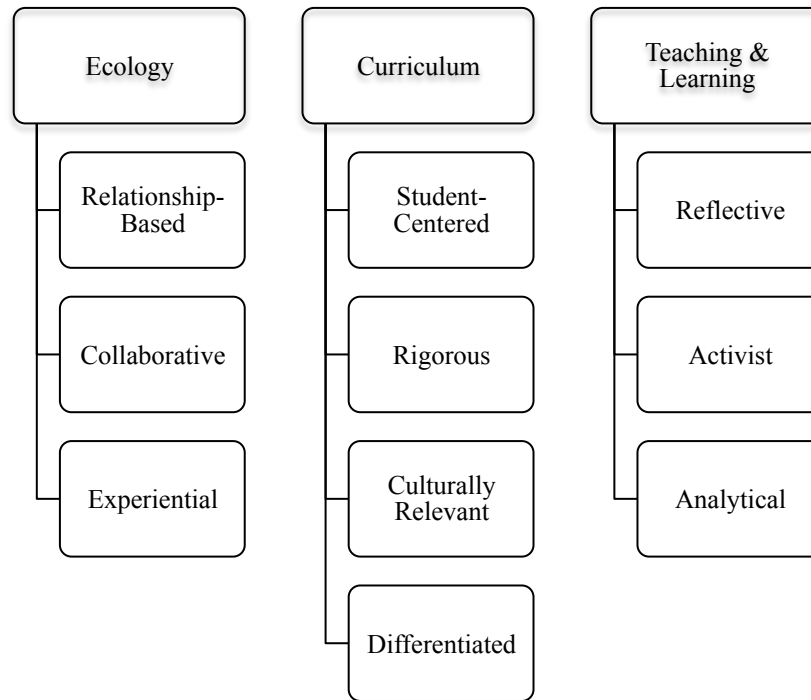 Ecology
Relationship-
Based
Collaborative
Experiential
Curriculum
Student-
Centered
Rigorous
Culturally
Relevant
Differentiated
Teaching &
Learning
Reflective
Activist
Analytical